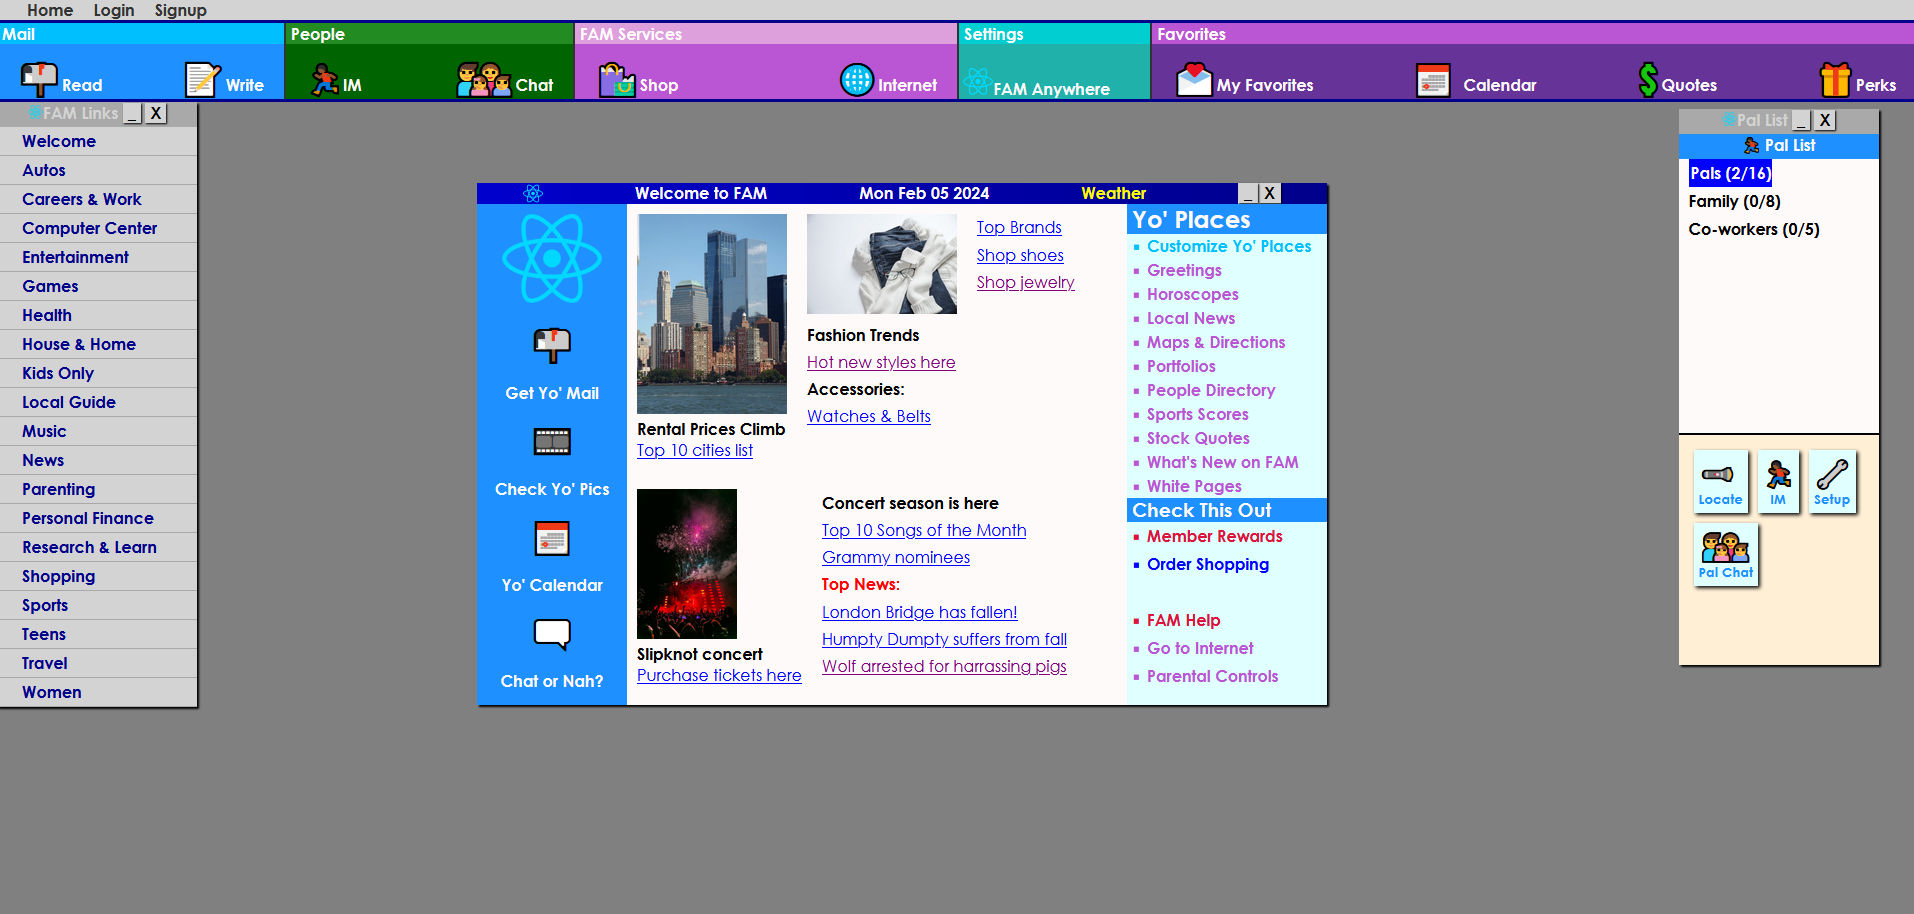 Home Login Signup
Mail People FAM Services Settings Favorites
Read Write IM Chat Shop Internet FAM Anywhere My Favorites Calendar Quotes Perks
FAM Links _ X
Welcome
Autos
Careers & Work
Computer Center
Entertainment
Games
Health
House & Home
Kids Only
Local Guide
Music
News
Parenting
Personal Finance
Research & Learn
Shopping
Sports
Teens
Travel
Women
Welcome to FAM Mon Feb 05 2024 Weather _ X
Get Yo' Mail
Check Yo' Pics
Yo' Calendar
Chat or Nah?
Rental Prices Climb
Top 10 cities list
Top Brands
Shop shoes
Shop jewelry
Fashion Trends
Hot new styles here
Accessories:
Watches & Belts
Slipknot concert
Purchase tickets here
Concert season is here
Top 10 Songs of the Month
Grammy nominees
Top News:
London Bridge has fallen!
Humpty Dumpty suffers from fall
Wolf arrested for harrassing pigs
Yo' Places
Customize Yo' Places
Greetings
Horoscopes
Local News
Maps & Directions
Portfolios
People Directory
Sports Scores
Stock Quotes
What's New on FAM
White Pages
Check This Out
Member Rewards
Order Shopping
FAM Help
Go to Internet
Parental Controls
Pal List _ X
Pal List
Pals (2/16)
Family (0/8)
Co-workers (0/5)
Locate IM Setup
Pal Chat